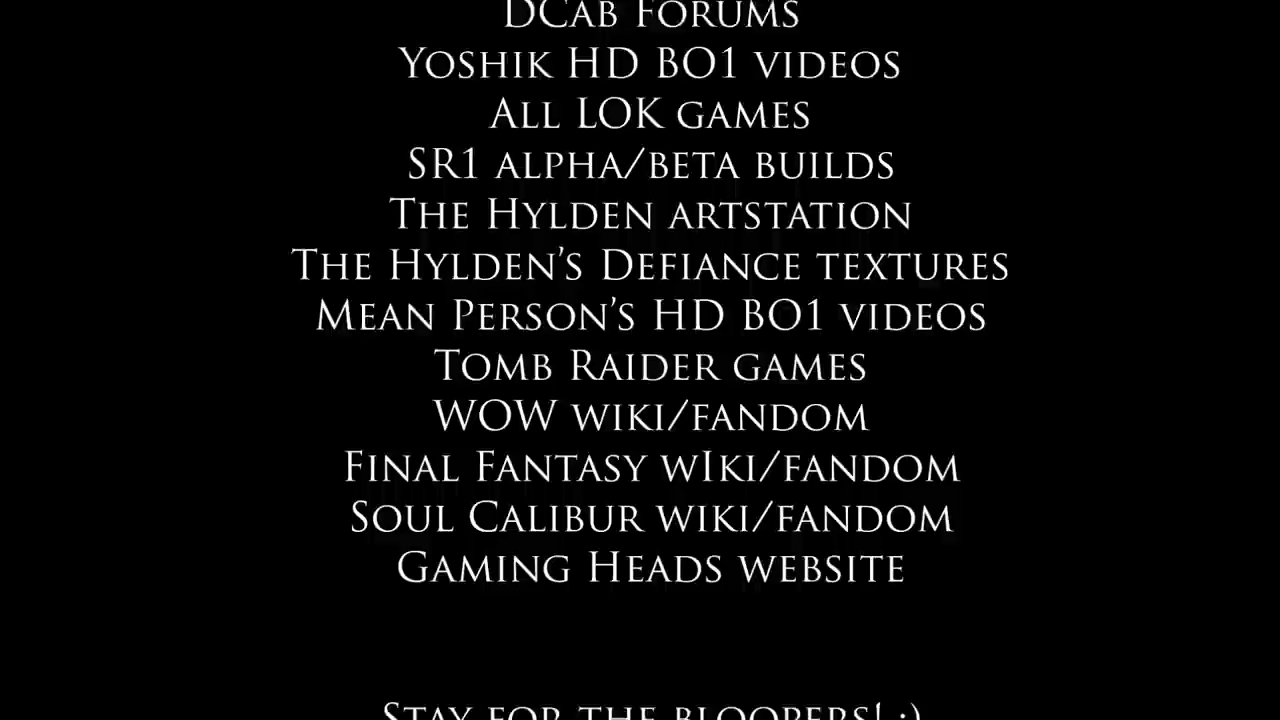 DCab Forums
Yoshik HD BO1 videos
All LOK games
SR1 alpha/beta builds
The Hylden artstation
The Hylden's Defiance textures
Mean Person's HD BO1 videos
Tomb Raider games
WOW wiki/fandom
Final Fantasy wIki/fandom
Soul Calibur wiki/fandom
Gaming Heads website
Stay for the bloopers! :)